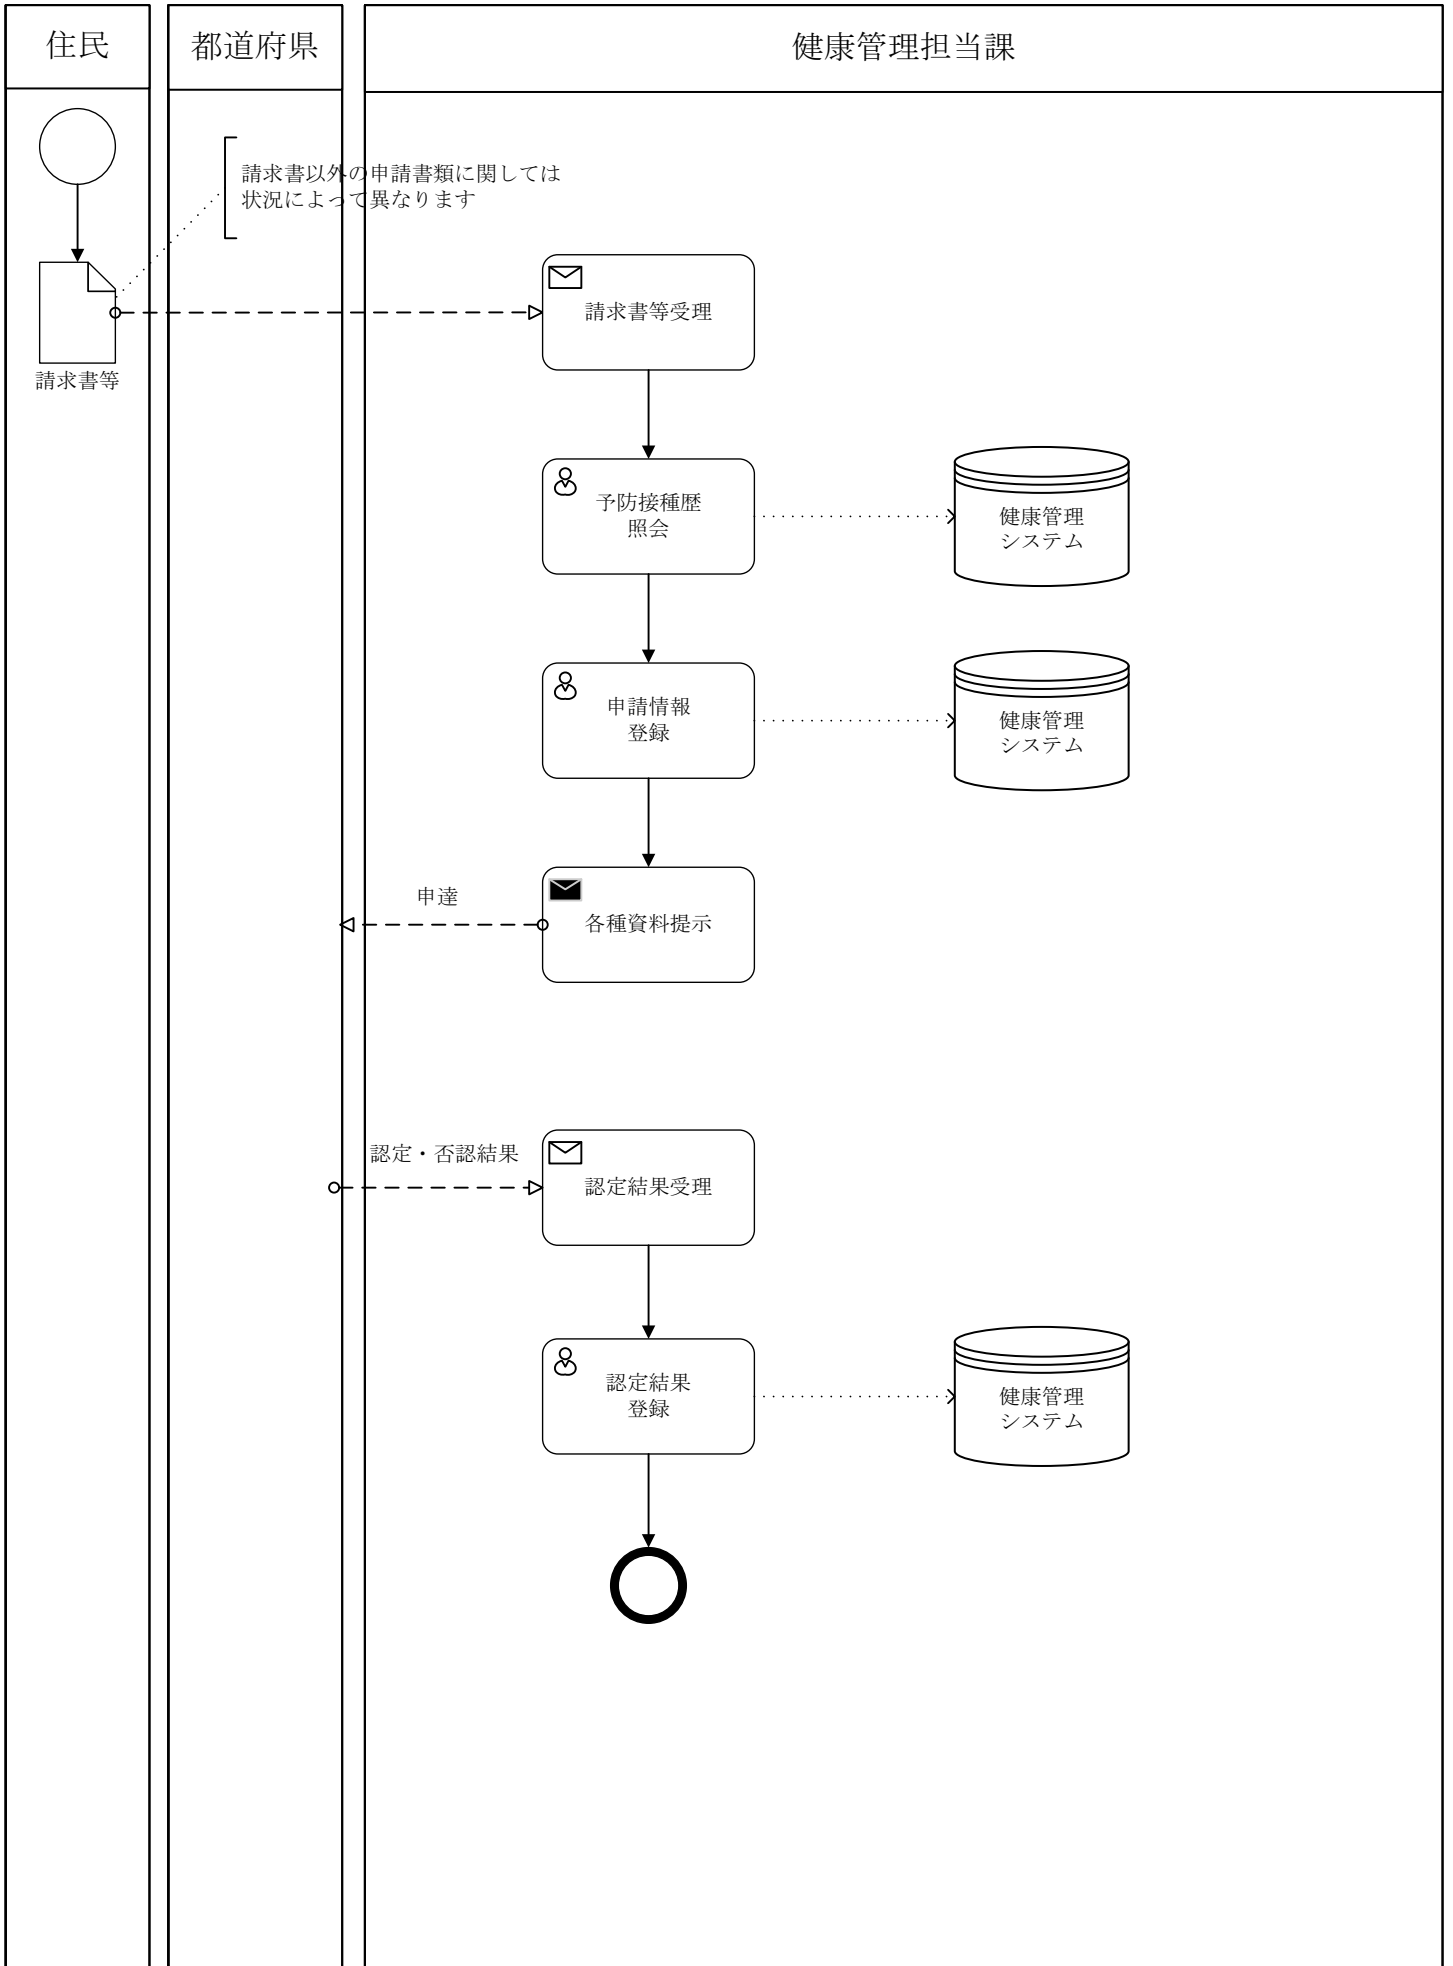 住民
都道府県
健康管理担当課
請求書以外の申請書類に関しては
状況によって異なります
請求書等
請求書等受理
予防接種歴
照会
健康管理
システム
申請情報
登録
健康管理
システム
申達
各種資料提示
認定・否認結果
認定結果受理
認定結果
登録
健康管理
システム